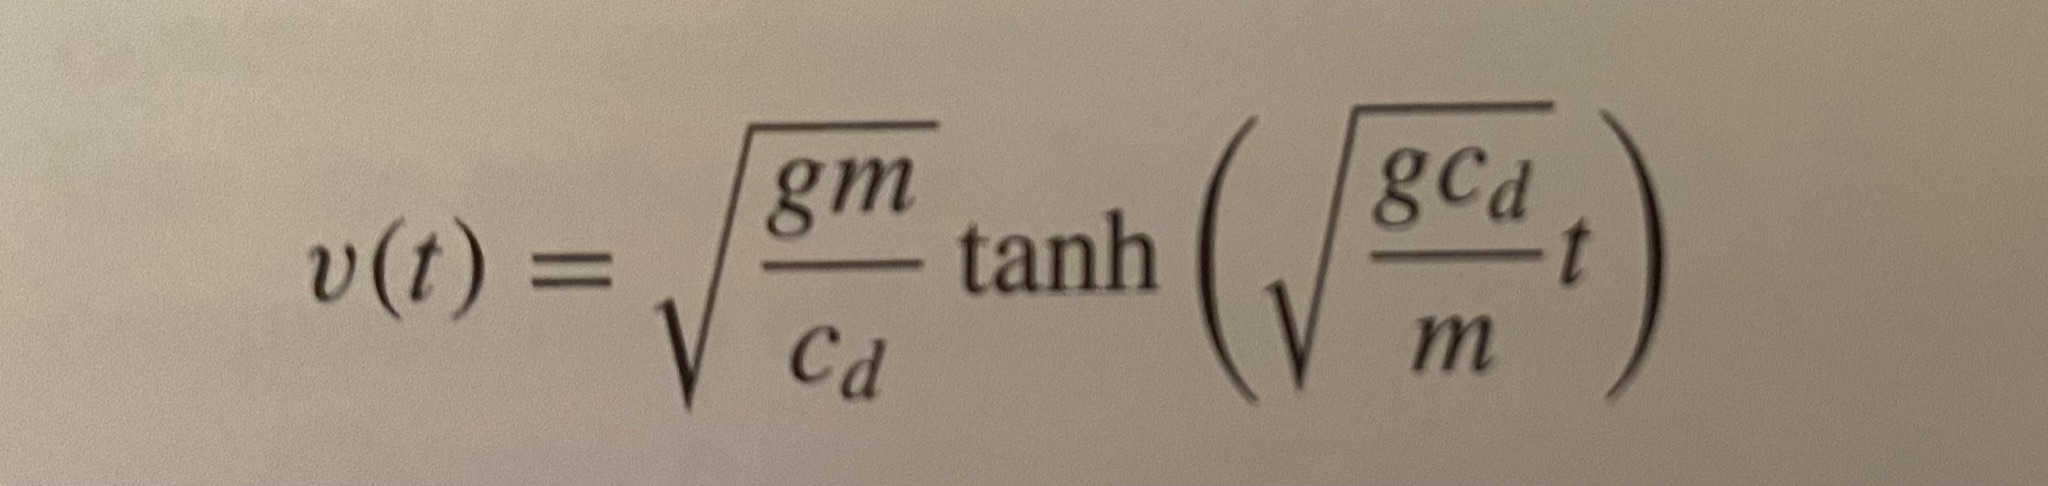 v(t) = √(gm/c_d) tanh (√(gc_d/m) t)